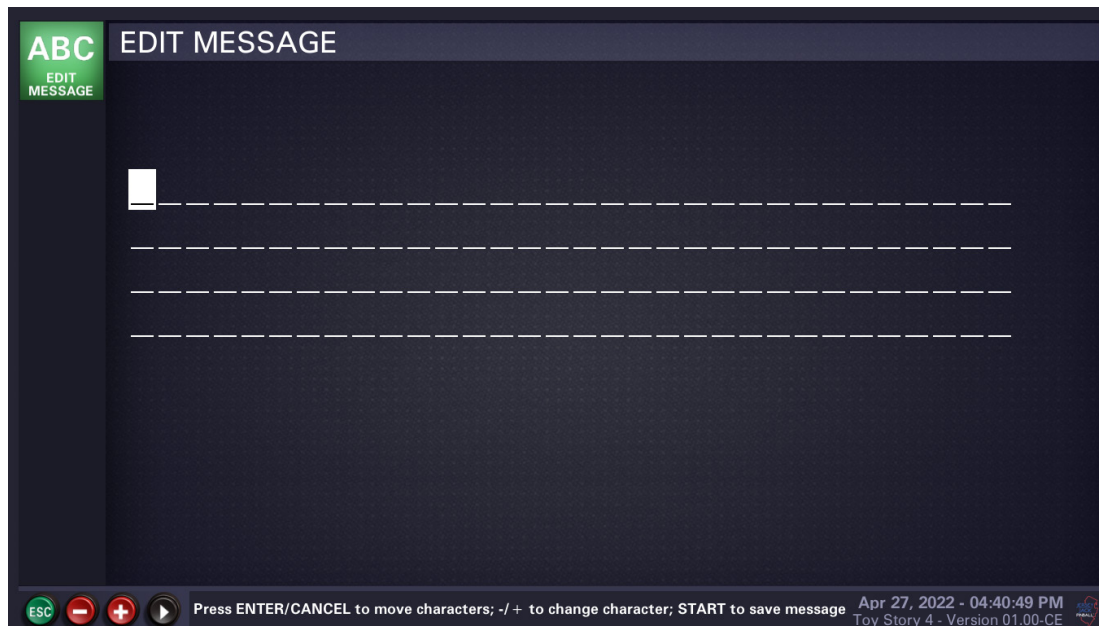 ABC
EDIT
MESSAGE
EDIT MESSAGE
ESC
Press ENTER/CANCEL to move characters; -/+ to change character; START to save message
Apr 27, 2022 - 04:40:49 PM
Toy Story 4 - Version 01.00-CE